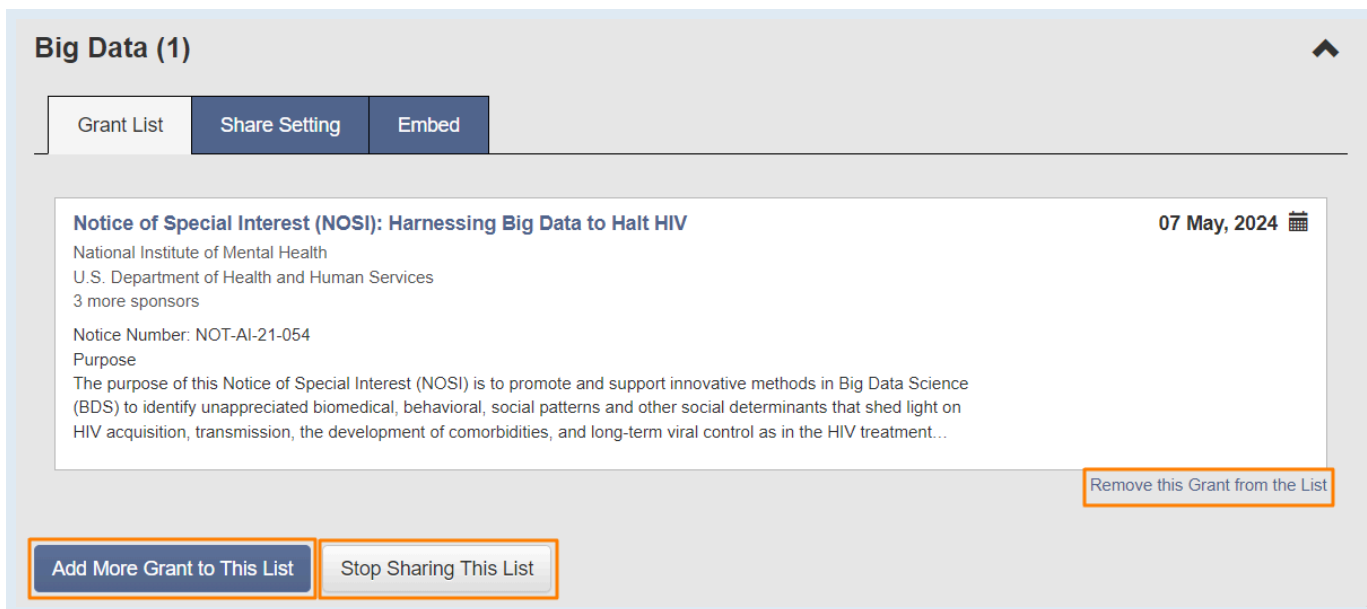 Big Data (1)
Grant List
Share Setting
Embed
Notice of Special Interest (NOSI): Harnessing Big Data to Halt HIV
07 May, 2024
National Institute of Mental Health
U.S. Department of Health and Human Services
3 more sponsors
Notice Number: NOT-AI-21-054
Purpose
The purpose of this Notice of Special Interest (NOSI) is to promote and support innovative methods in Big Data Science
(BDS) to identify unappreciated biomedical, behavioral, social patterns and other social determinants that shed light on
HIV acquisition, transmission, the development of comorbidities, and long-term viral control as in the HIV treatment...
Remove this Grant from the List
Add More Grant to This List
Stop Sharing This List